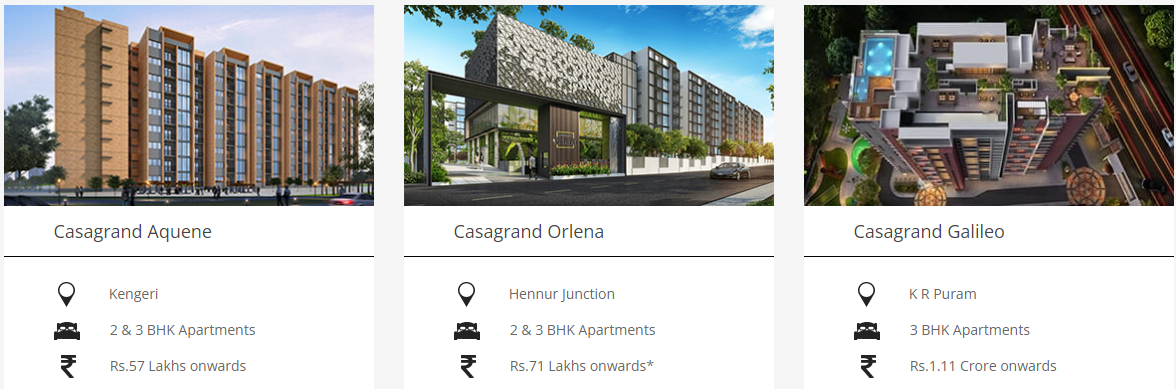 Casagrand Aquene
Kengeri
2 & 3 BHK Apartments
Rs.57 Lakhs onwards
Casagrand Orlena
Hennur Junction
2 & 3 BHK Apartments
Rs.71 Lakhs onwards*
Casagrand Galileo
K R Puram
3 BHK Apartments
Rs.1.11 Crore onwards